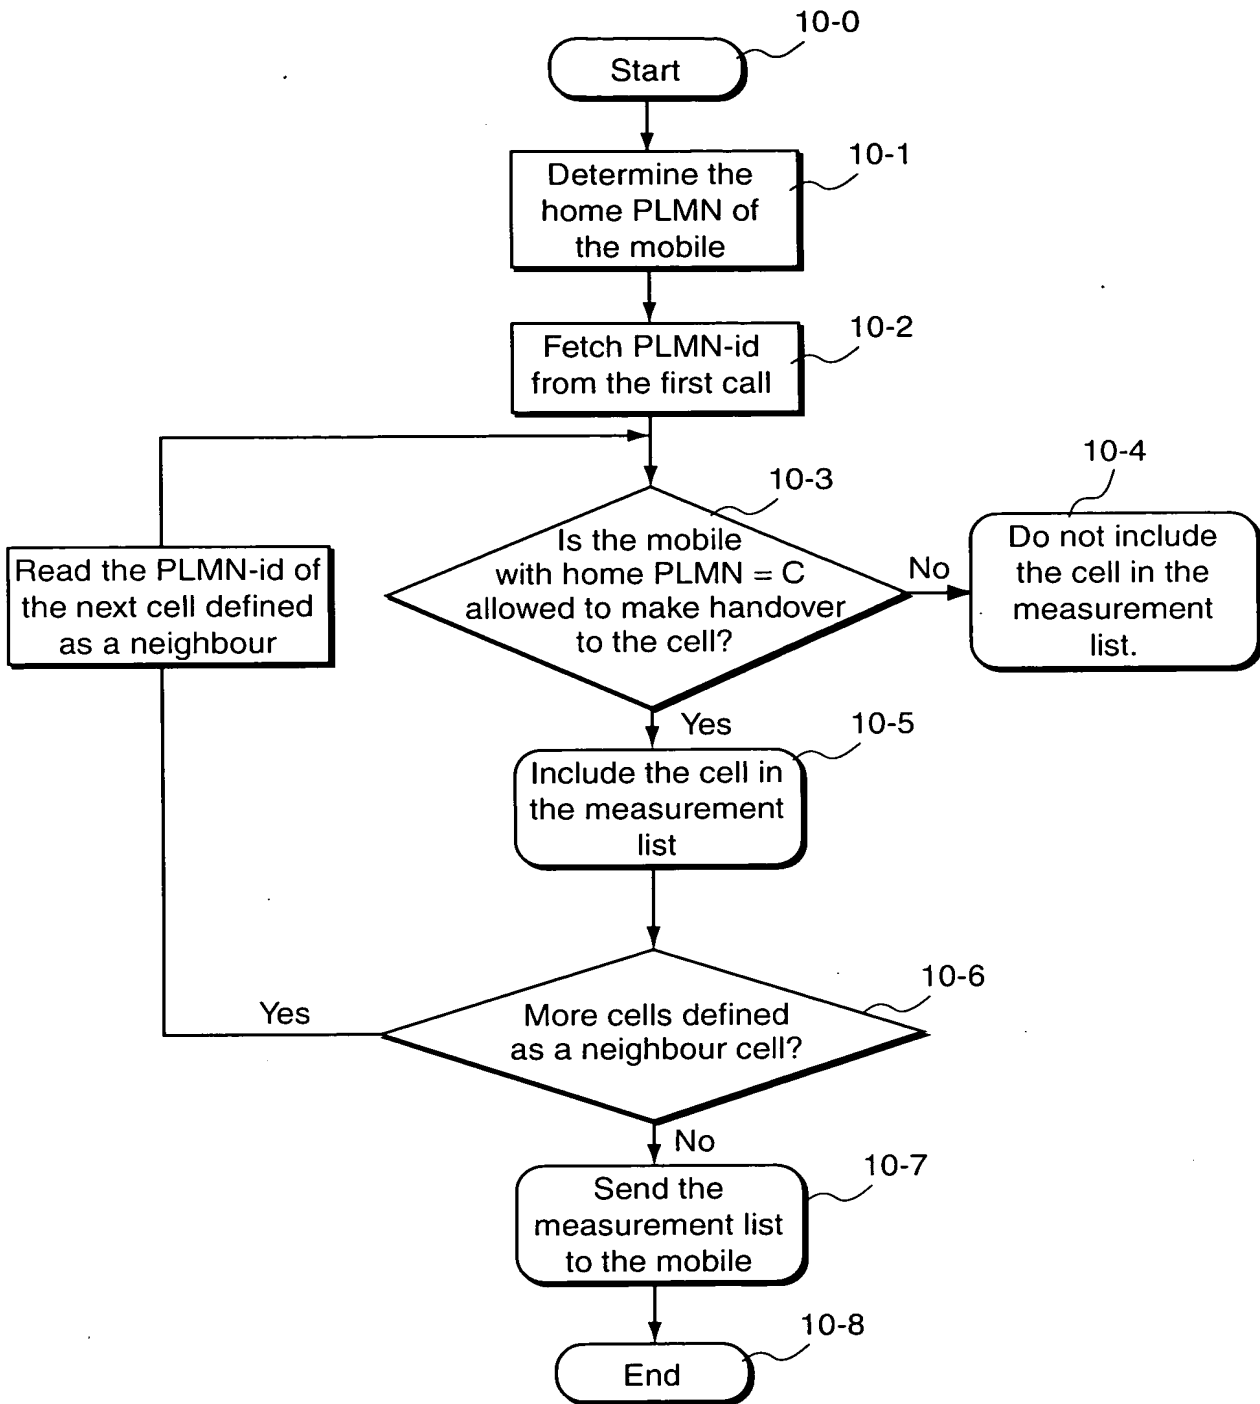 10-0
Start
10-1
Determine the
home PLMN of
the mobile
10-2
Fetch PLMN-id
from the first call
10-3
Is the mobile
with home PLMN = C
allowed to make handover
to the cell?
No
10-4
Do not include
the cell in the
measurement
list.
Read the PLMN-id of
the next cell defined
as a neighbour
Yes
10-5
Include the cell in
the measurement
list
10-6
More cells defined
as a neighbour cell?
Yes
No
10-7
Send the
measurement list
to the mobile
10-8
End